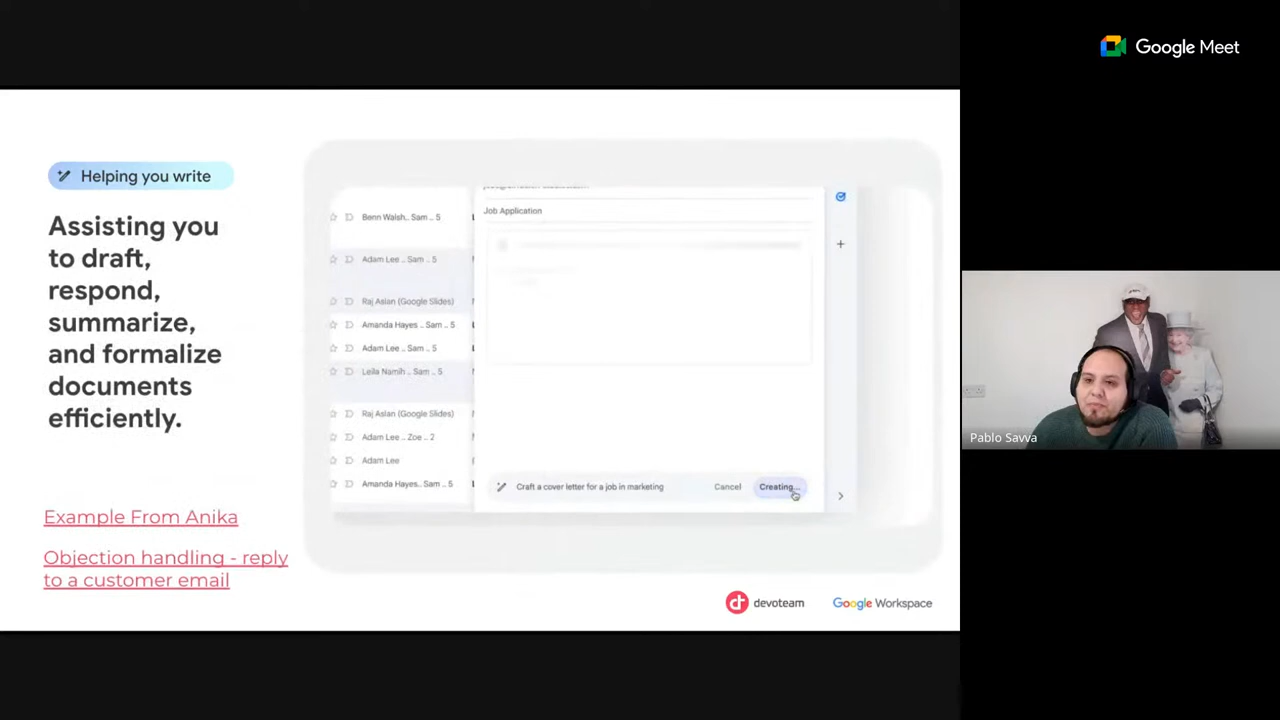 Google Meet
Helping you write
Assisting you
to draft,
respond,
summarize,
and formalize
documents
efficiently.
Example From Anika
Objection handling - reply
to a customer email
Job Application
Benn Walsh.. Sam .. 5
Adam Lee .. Sam .. 5
Raj Asian (Google Slides)
Amanda Hayes .. Sam .. 5
Adam Lee .. Sam .. 5
Leila Namih .. Sam .. 5
Raj Asian (Google Slides)
Adam Lee .. Zoe .. 2
Adam Lee
Amanda Hayes.. Sam .. 5
Craft a cover letter for a job in marketing
Cancel
Creating...
devoteam
Google Workspace
Pablo Savva